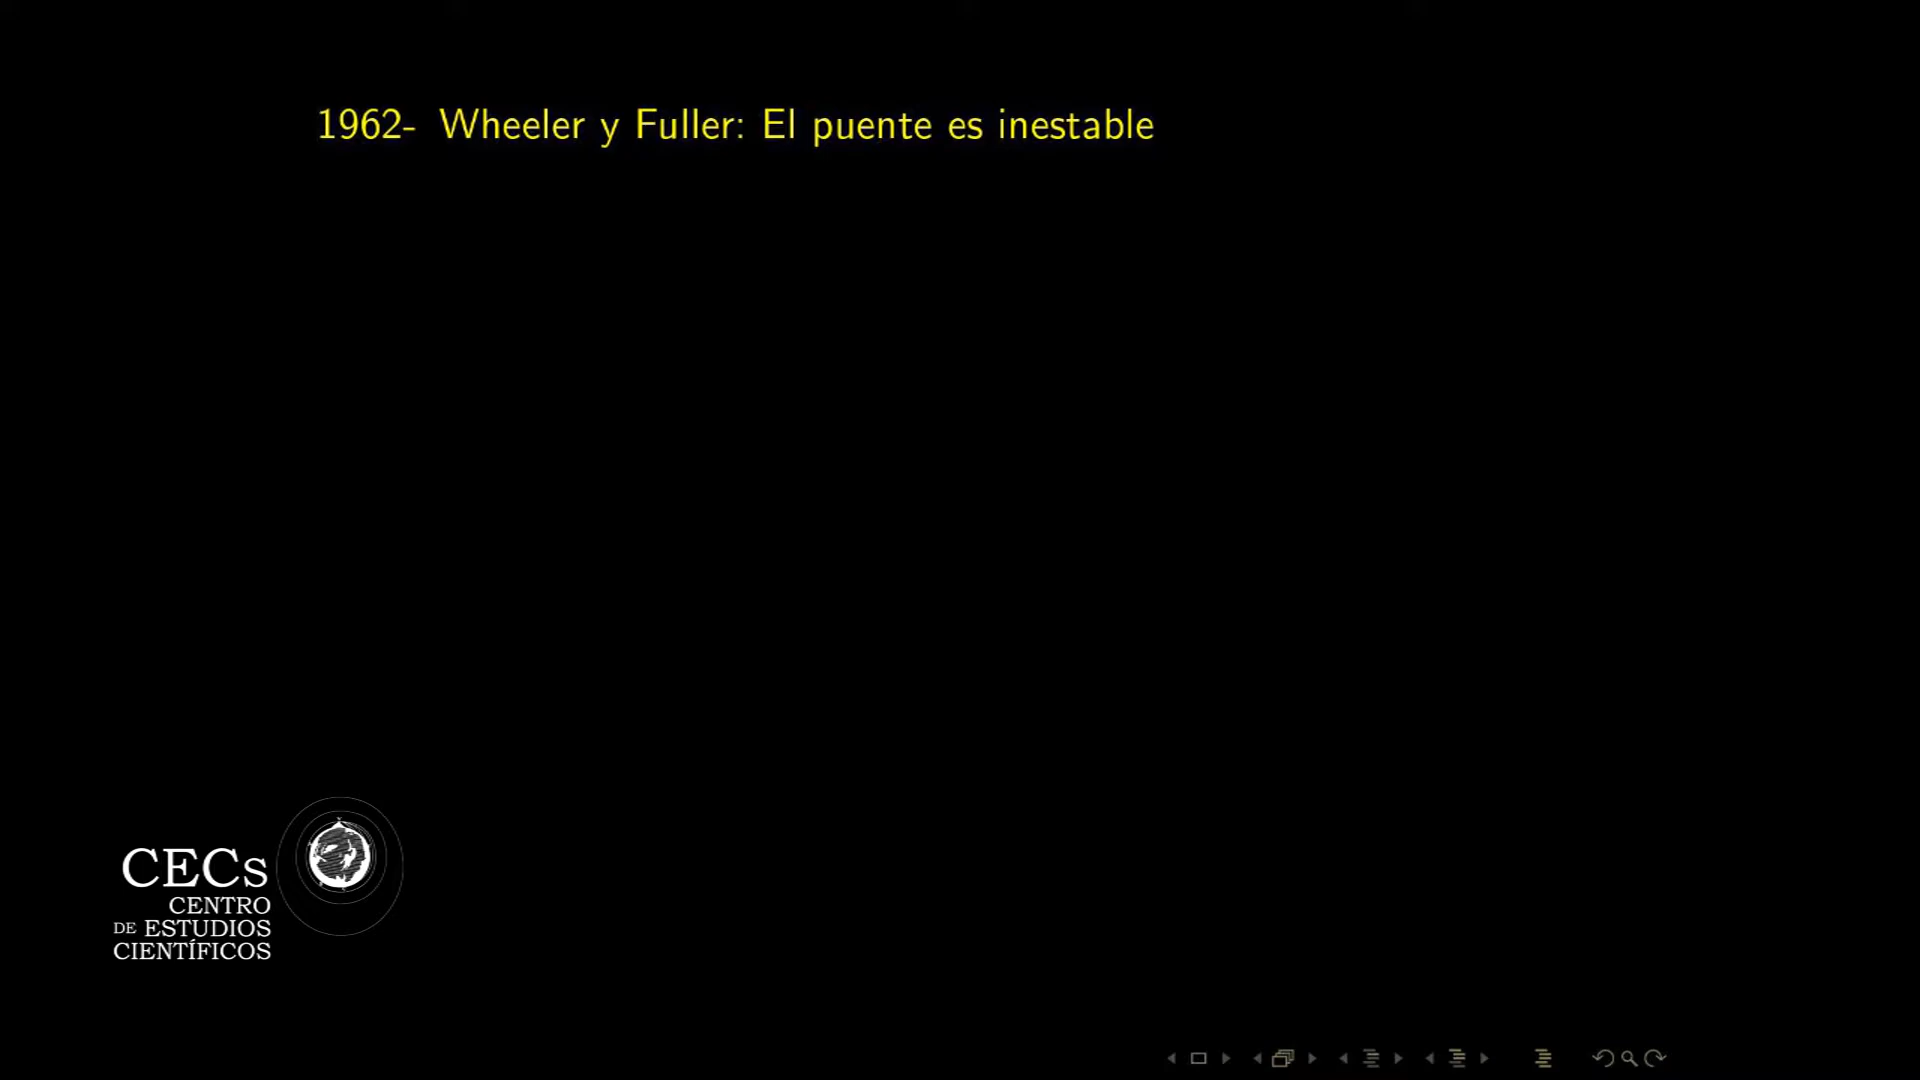 1962- Wheeler y Fuller: El puente es inestable
CECs
CENTRO
DE ESTUDIOS
CIENTÍFICOS